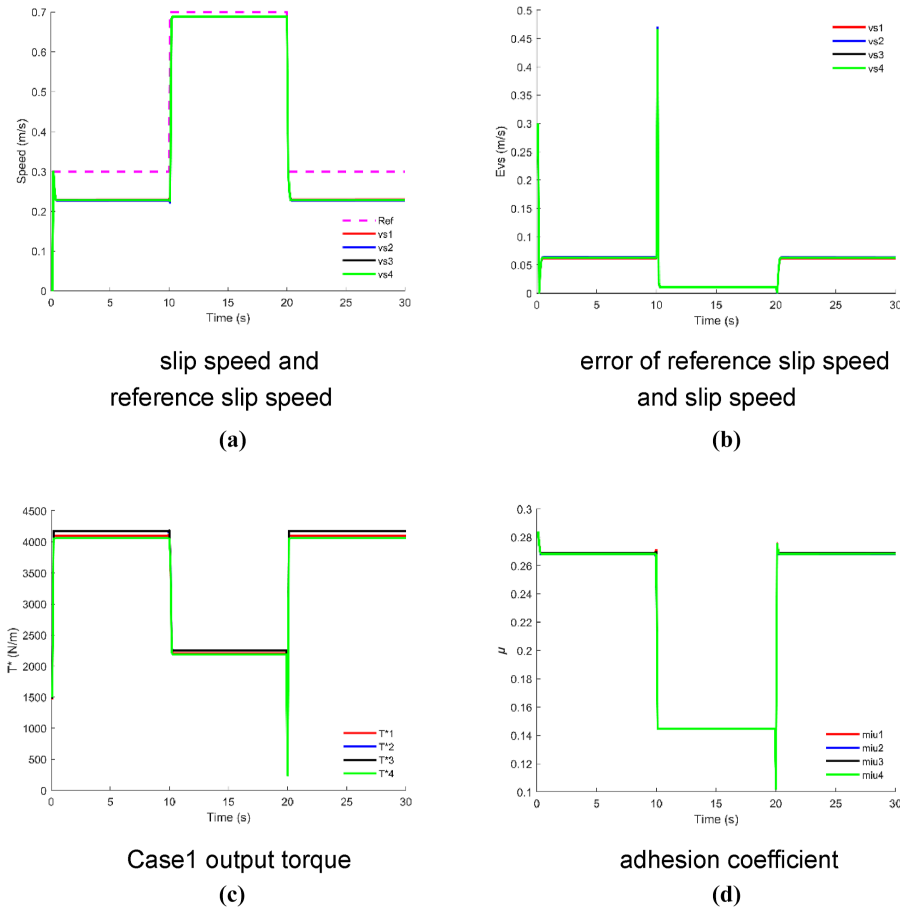 0.7
0.6
0.5
0.4
0.3
0.2
0.1
0
Speed (m/s)
Ref
vs1
vs2
vs3
vs4
0 5 10 15 20 25 30
Time (s)
slip speed and
reference slip speed
(a)
0.5
0.45
0.4
0.35
0.3
0.25
0.2
0.15
0.1
0.05
0
Evs (m/s)
vs1
vs2
vs3
vs4
0 5 10 15 20 25 30
Time (s)
error of reference slip speed
and slip speed
(b)
4500
4000
3500
3000
2500
2000
1500
1000
500
0
T* (N/m)
T*1
T*2
T*3
T*4
0 5 10 15 20 25 30
Time (s)
Case1 output torque
(c)
0.3
0.28
0.26
0.24
0.22
0.2
0.18
0.16
0.14
0.12
0.1
μ
miu1
miu2
miu3
miu4
0 5 10 15 20 25 30
Time (s)
adhesion coefficient
(d)